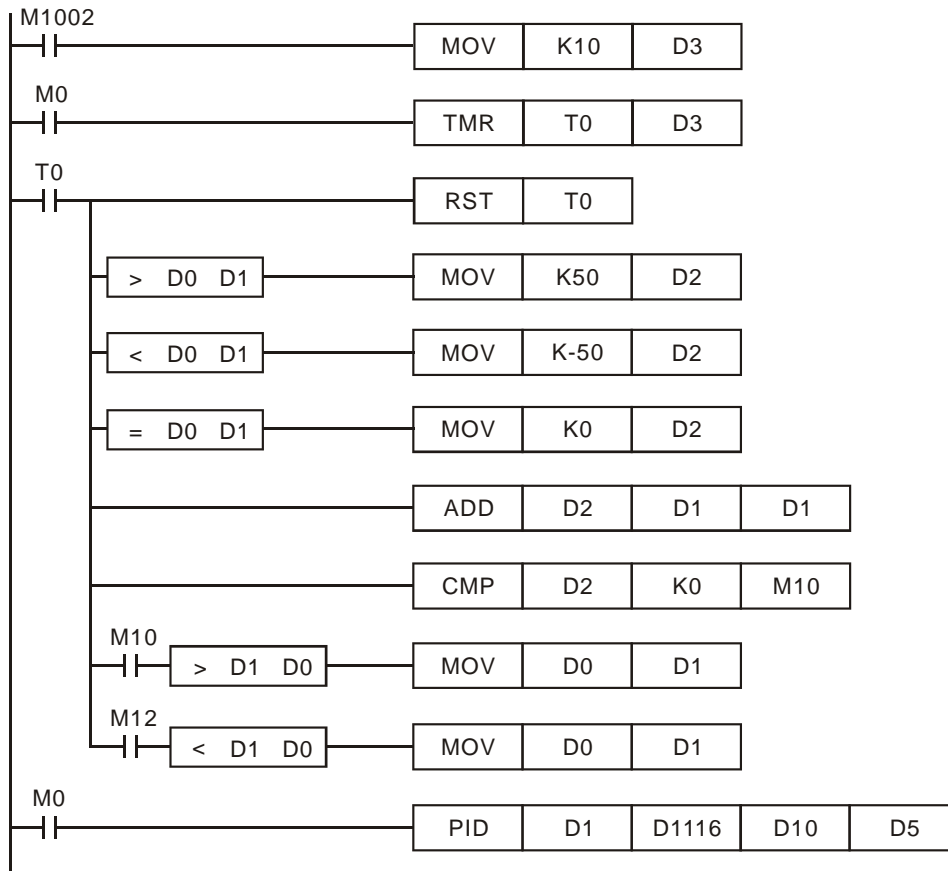 M1002
MOV K10 D3
M0
TMR T0 D3
T0
RST T0
> D0 D1 MOV K50 D2
< D0 D1 MOV K-50 D2
= D0 D1 MOV K0 D2
ADD D2 D1 D1
CMP D2 K0 M10
M10
> D1 D0 MOV D0 D1
M12
< D1 D0 MOV D0 D1
M0
PID D1 D1116 D10 D5